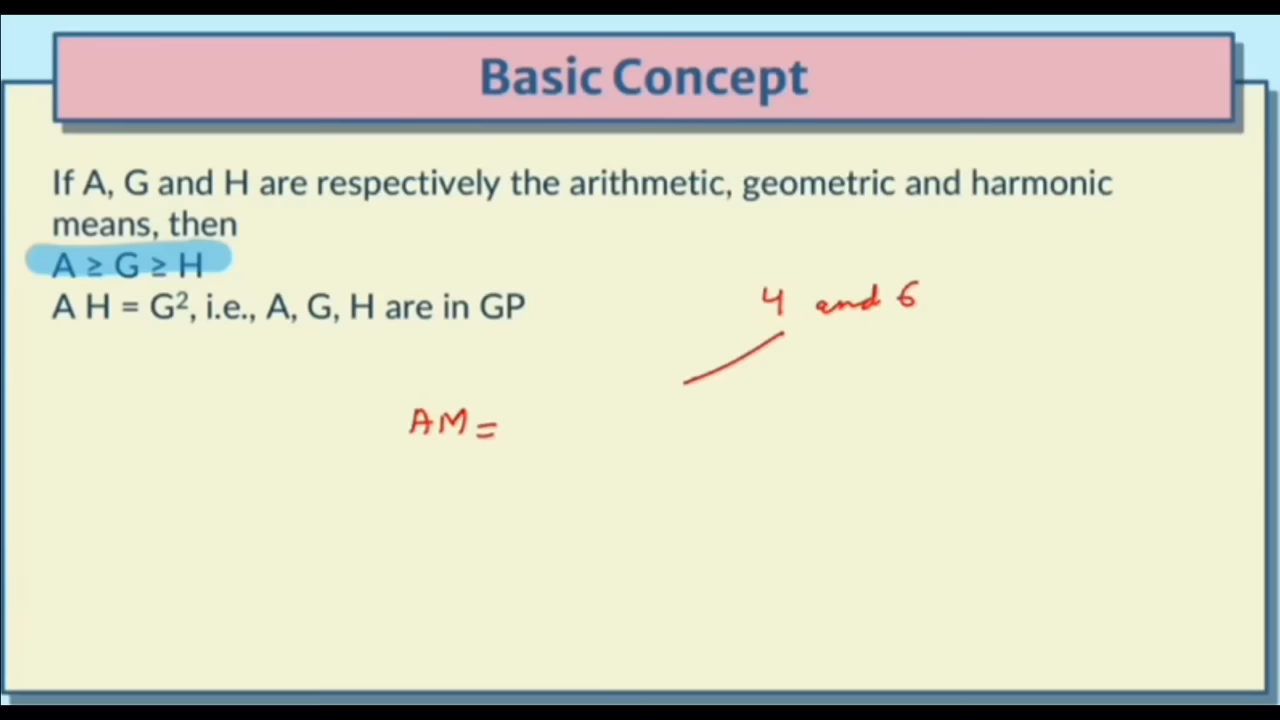 Basic Concept
If A, G and H are respectively the arithmetic, geometric and harmonic
means, then
A ≥ G ≥ H
A H = G², i.e., A, G, H are in GP
4 and 6
AM =